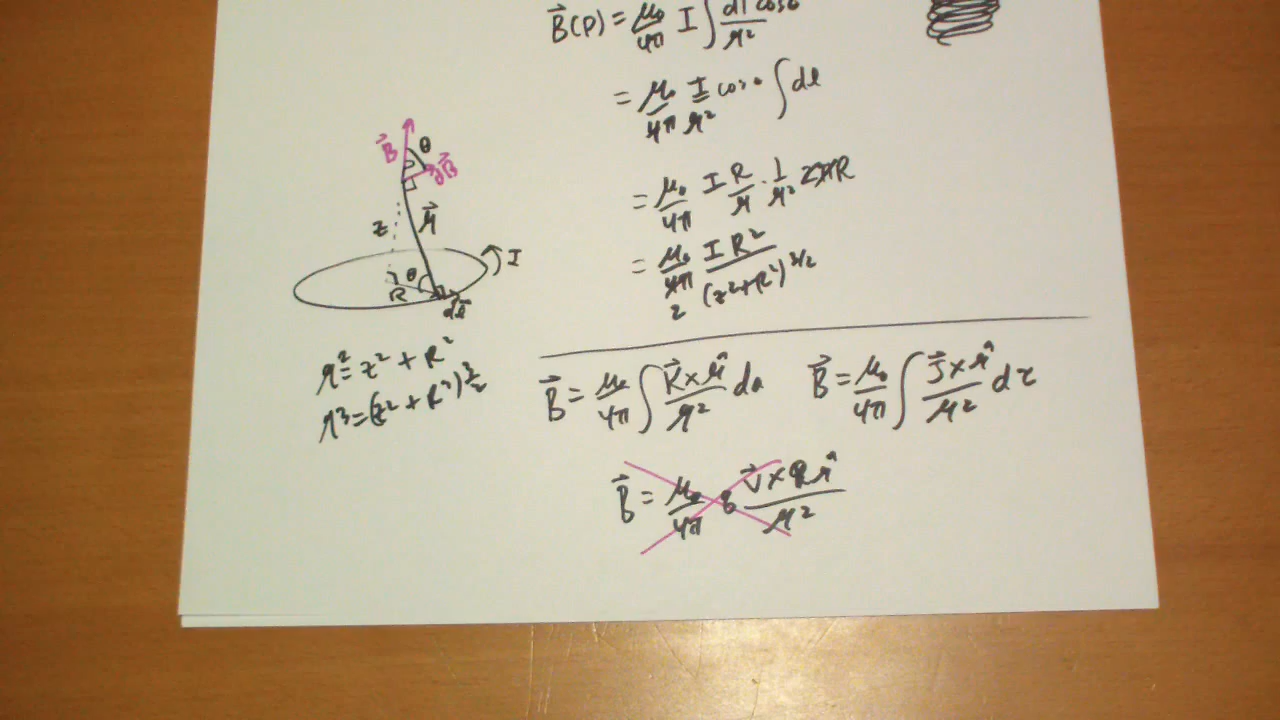 B⃗(P) = μ₀/4π I ∫ dl cosθ/𝓇²
= μ₀/4π I/𝓇² cosθ ∫ dl
= μ₀/4π I R/𝓇 · 1/𝓇² 2πR
= μ₀/4π I R²/(z²+R²)^3/2
2
B⃗ θ
dB⃗
z 𝓇⃗
I
θ
R
dl⃗
𝓇² = z² + R²
𝓇³ = (z² + R²)^3/2
B⃗ = μ₀/4π ∫ K⃗ × 𝓇̂/𝓇² da B⃗ = μ₀/4π ∫ J⃗ × 𝓇̂/𝓇² dτ
B⃗ = μ₀/4π v⃗ × 𝓇̂/𝓇²